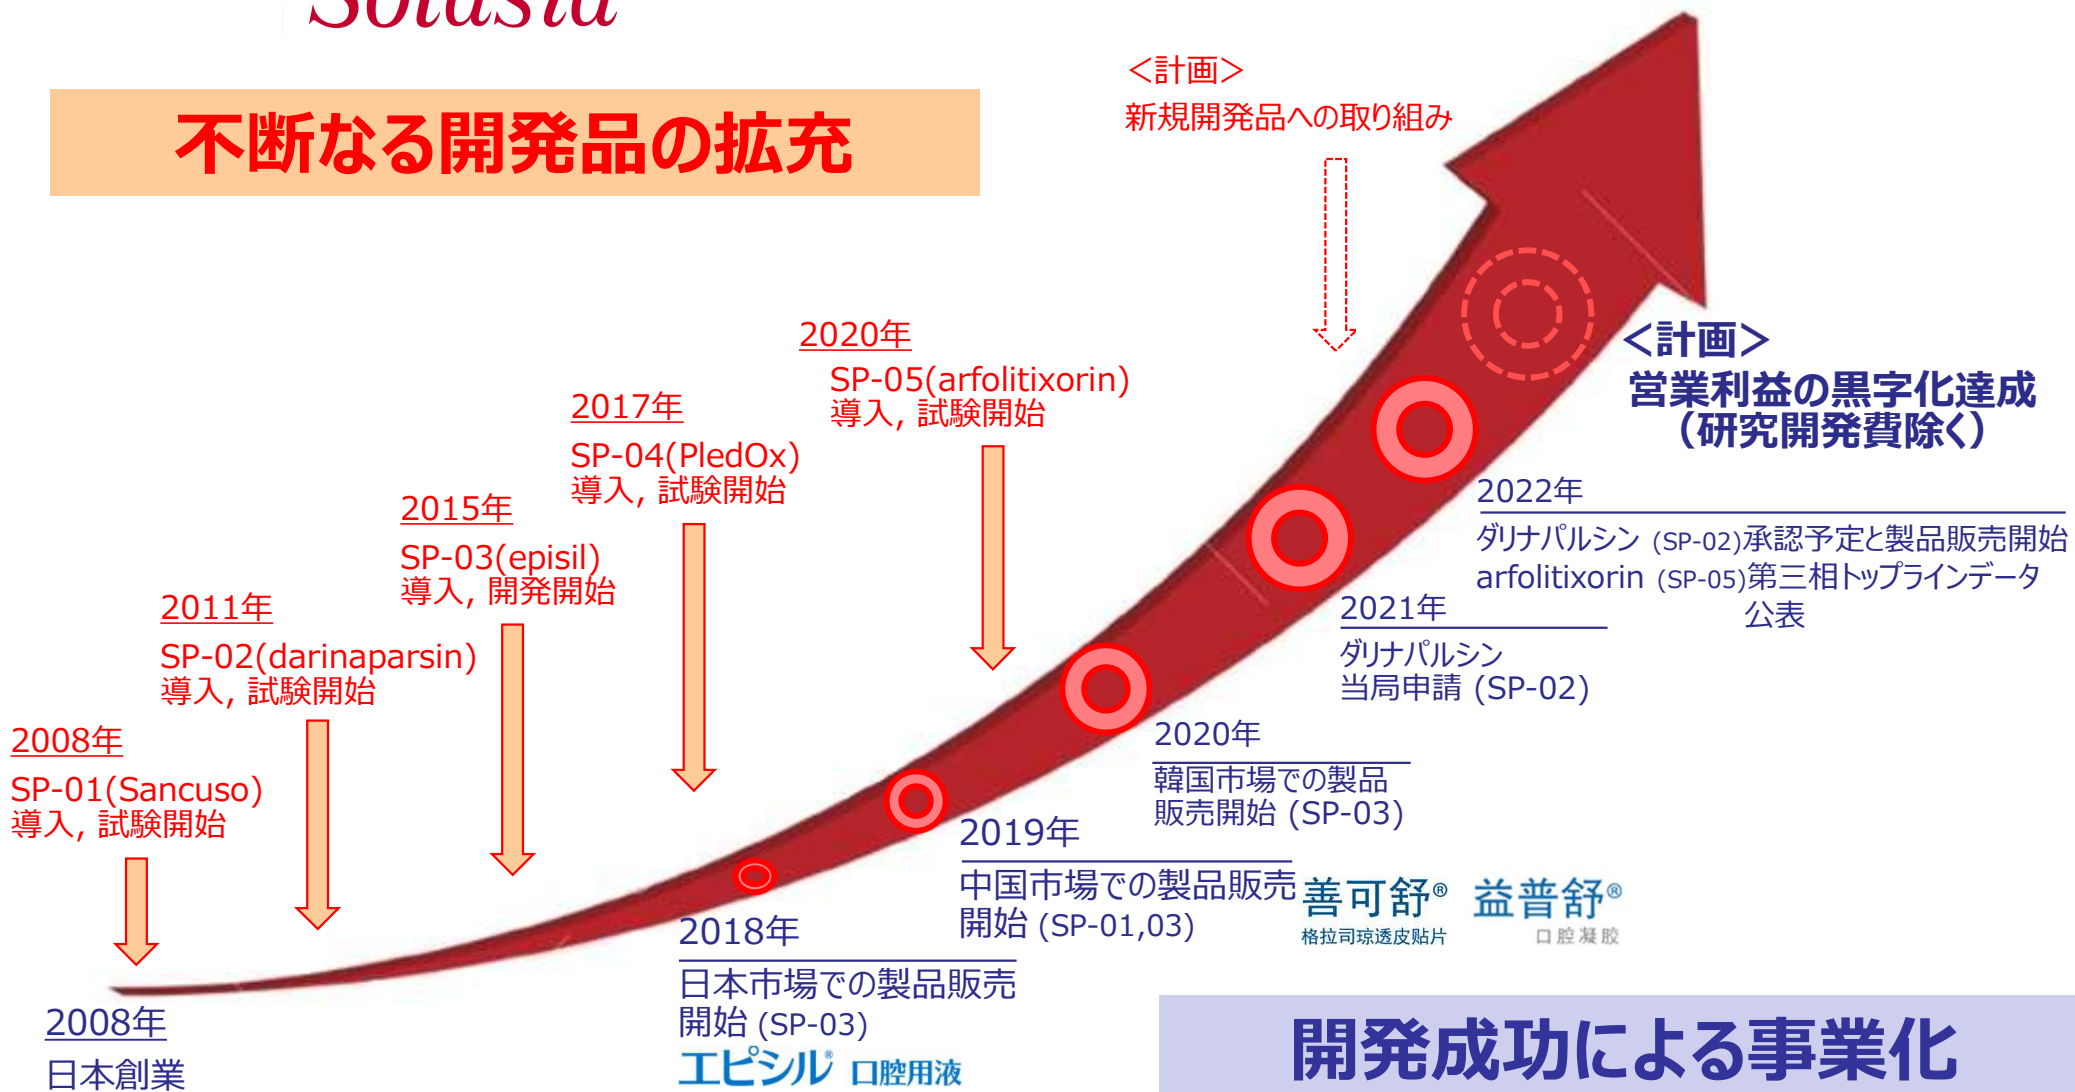 Solasia
不断なる開発品の拡充
＜計画＞
新規開発品への取り組み
2020年
SP-05(arfolitixorin)
導入, 試験開始
2017年
SP-04(PledOx)
導入, 試験開始
2015年
SP-03(episil)
導入, 開発開始
2011年
SP-02(darinaparsin)
導入, 試験開始
2008年
SP-01(Sancuso)
導入, 試験開始
2008年
日本創業
2018年
日本市場での製品販売
開始 (SP-03)
エピシル® 口腔用液
2019年
中国市場での製品販売
開始 (SP-01,03)
善可舒® 益普舒®
格拉司琼透皮贴片 口腔凝胶
2020年
韓国市場での製品
販売開始 (SP-03)
2021年
ダリナパルシン
当局申請 (SP-02)
2022年
ダリナパルシン (SP-02)承認予定と製品販売開始
arfolitixorin (SP-05)第三相トップラインデータ
公表
＜計画＞
営業利益の黒字化達成
（研究開発費除く）
開発成功による事業化